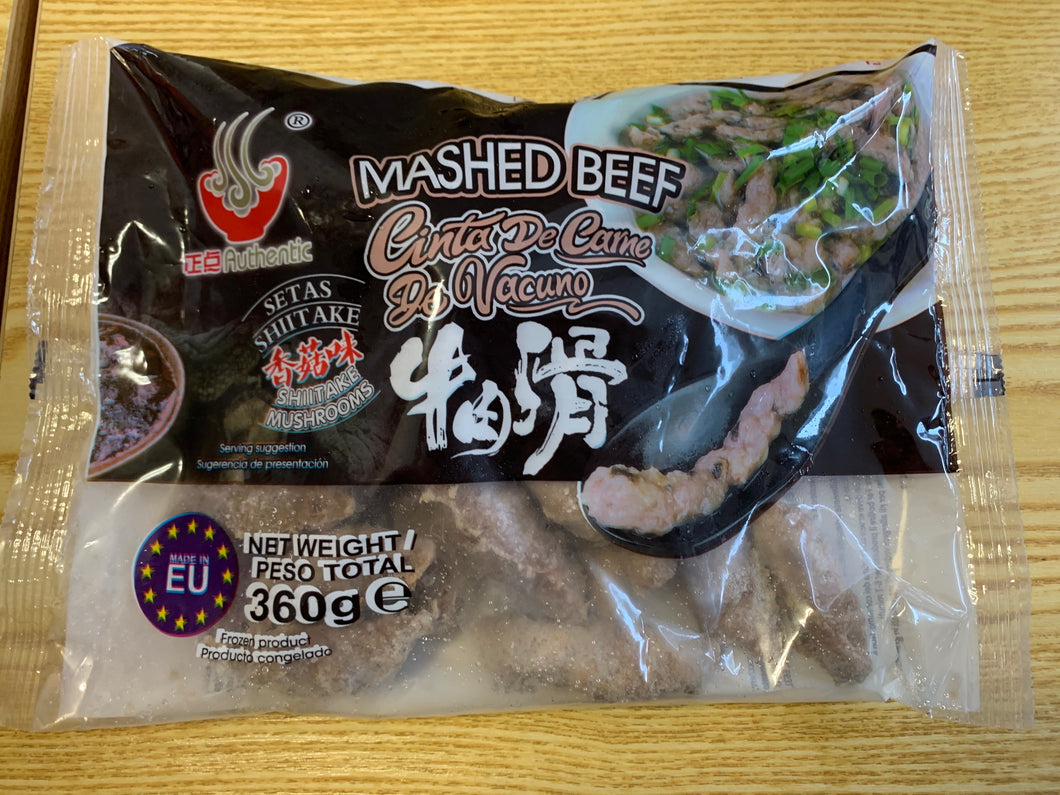 ®
正点 Authentic
MASHED BEEF
Cinta De Carne
De Vacuno
牛肉滑
SETAS
SHIITAKE
香菇味
SHIITAKE
MUSHROOMS
Serving suggestion
Sugerencia de presentación
MADE IN
EU
NET WEIGHT /
PESO TOTAL
360g e
Frozen product
Producto congelado